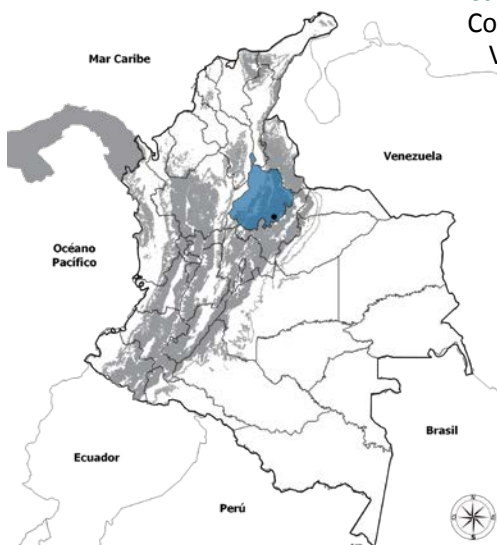 Co
V
Mar Caribe
Venezuela
Océano
Pacífico
Brasil
Ecuador
Perú
N
O
E
S